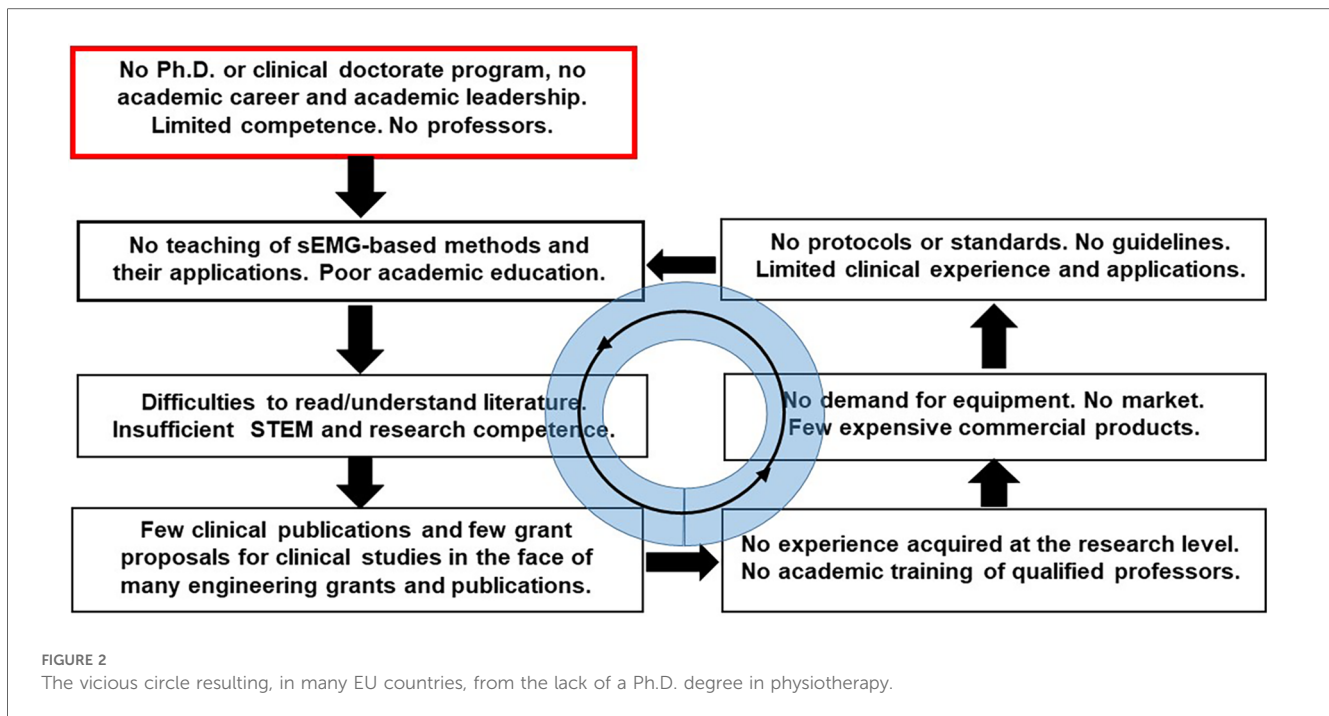 No Ph.D. or clinical doctorate program, no
academic career and academic leadership.
Limited competence. No professors.
No teaching of sEMG-based methods and
their applications. Poor academic education.
Difficulties to read/understand literature.
Insufficient STEM and research competence.
Few clinical publications and few grant
proposals for clinical studies in the face of
many engineering grants and publications.
No experience acquired at the research level.
No academic training of qualified professors.
No demand for equipment. No market.
Few expensive commercial products.
No protocols or standards. No guidelines.
Limited clinical experience and applications.
FIGURE 2
The vicious circle resulting, in many EU countries, from the lack of a Ph.D. degree in physiotherapy.